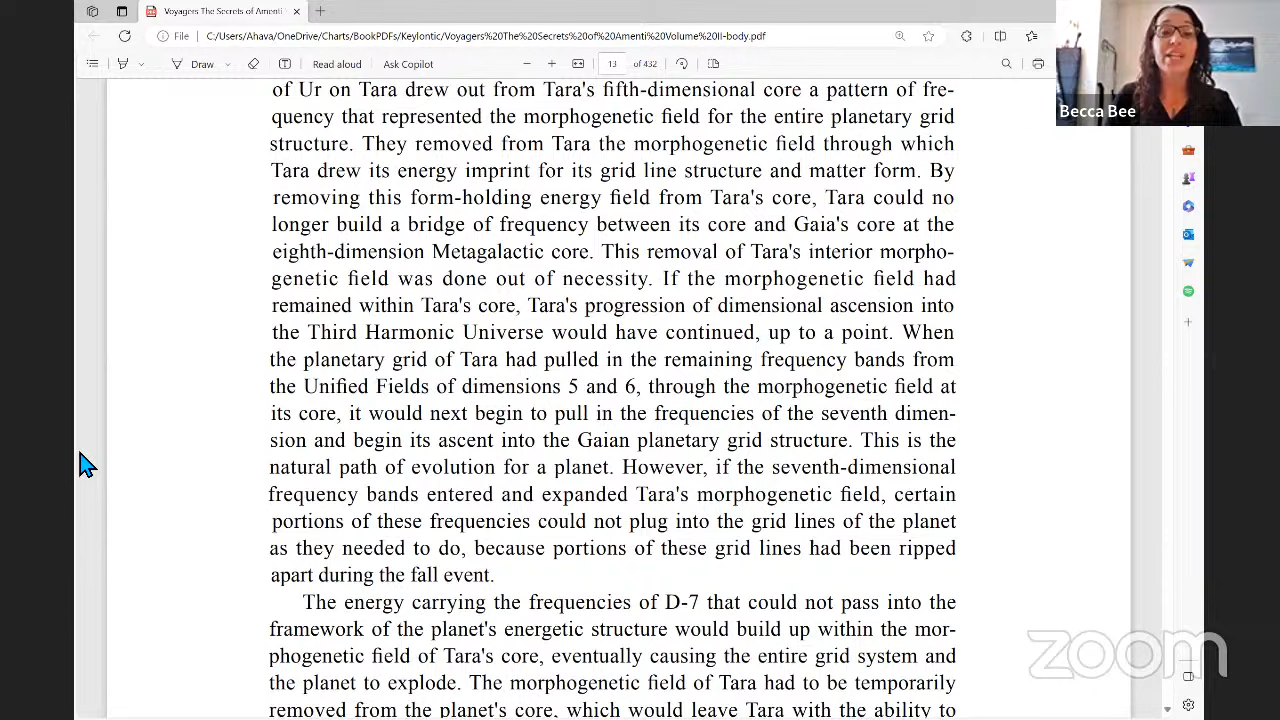 Voyagers The Secrets of Amenti
File
C:/Users/Ahava/OneDrive/Charts/BookPDFs/Keylontic/Voyagers%20The%20Secrets%20of%20Amenti%20Volume%20II-body.pdf
Draw
Read aloud
Ask Copilot
13 of 432
Becca Bee
of Ur on Tara drew out from Tara's fifth-dimensional core a pattern of fre-
quency that represented the morphogenetic field for the entire planetary grid
structure. They removed from Tara the morphogenetic field through which
Tara drew its energy imprint for its grid line structure and matter form. By
removing this form-holding energy field from Tara's core, Tara could no
longer build a bridge of frequency between its core and Gaia's core at the
eighth-dimension Metagalactic core. This removal of Tara's interior morpho-
genetic field was done out of necessity. If the morphogenetic field had
remained within Tara's core, Tara's progression of dimensional ascension into
the Third Harmonic Universe would have continued, up to a point. When
the planetary grid of Tara had pulled in the remaining frequency bands from
the Unified Fields of dimensions 5 and 6, through the morphogenetic field at
its core, it would next begin to pull in the frequencies of the seventh dimen-
sion and begin its ascent into the Gaian planetary grid structure. This is the
natural path of evolution for a planet. However, if the seventh-dimensional
frequency bands entered and expanded Tara's morphogenetic field, certain
portions of these frequencies could not plug into the grid lines of the planet
as they needed to do, because portions of these grid lines had been ripped
apart during the fall event.
The energy carrying the frequencies of D-7 that could not pass into the
framework of the planet's energetic structure would build up within the mor-
phogenetic field of Tara's core, eventually causing the entire grid system and
the planet to explode. The morphogenetic field of Tara had to be temporarily
removed from the planet's core, which would leave Tara with the ability to
zoom